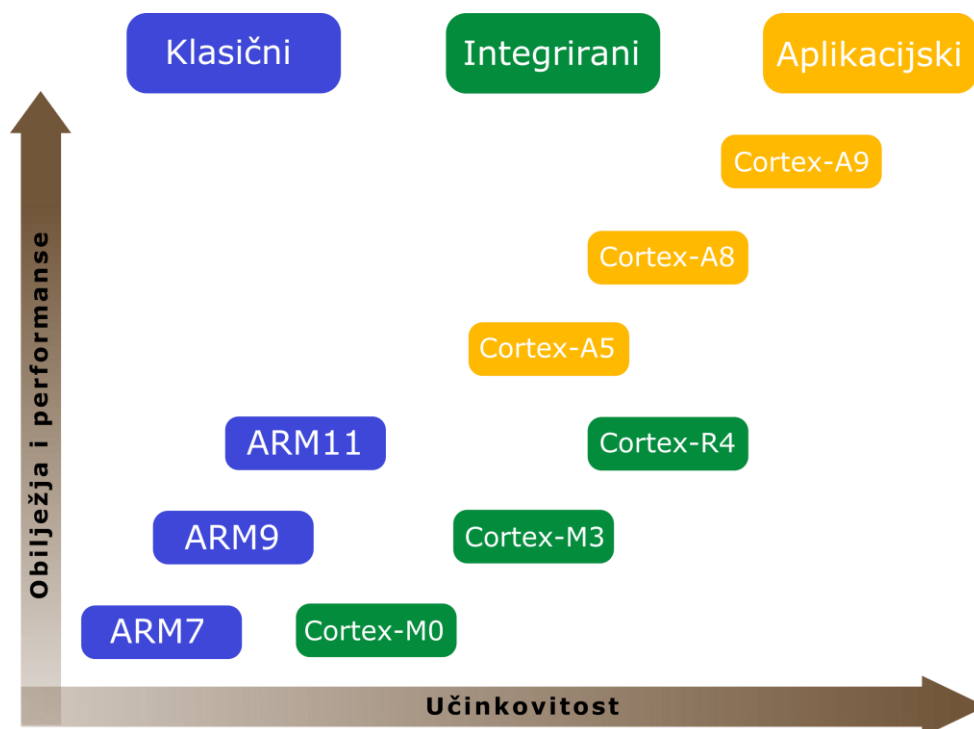 Klasični
Integrirani
Aplikacijski
Cortex-A9
Cortex-A8
Cortex-A5
ARM11
Cortex-R4
ARM9
Cortex-M3
ARM7
Cortex-M0
Obilježja i performanse
Učinkovitost